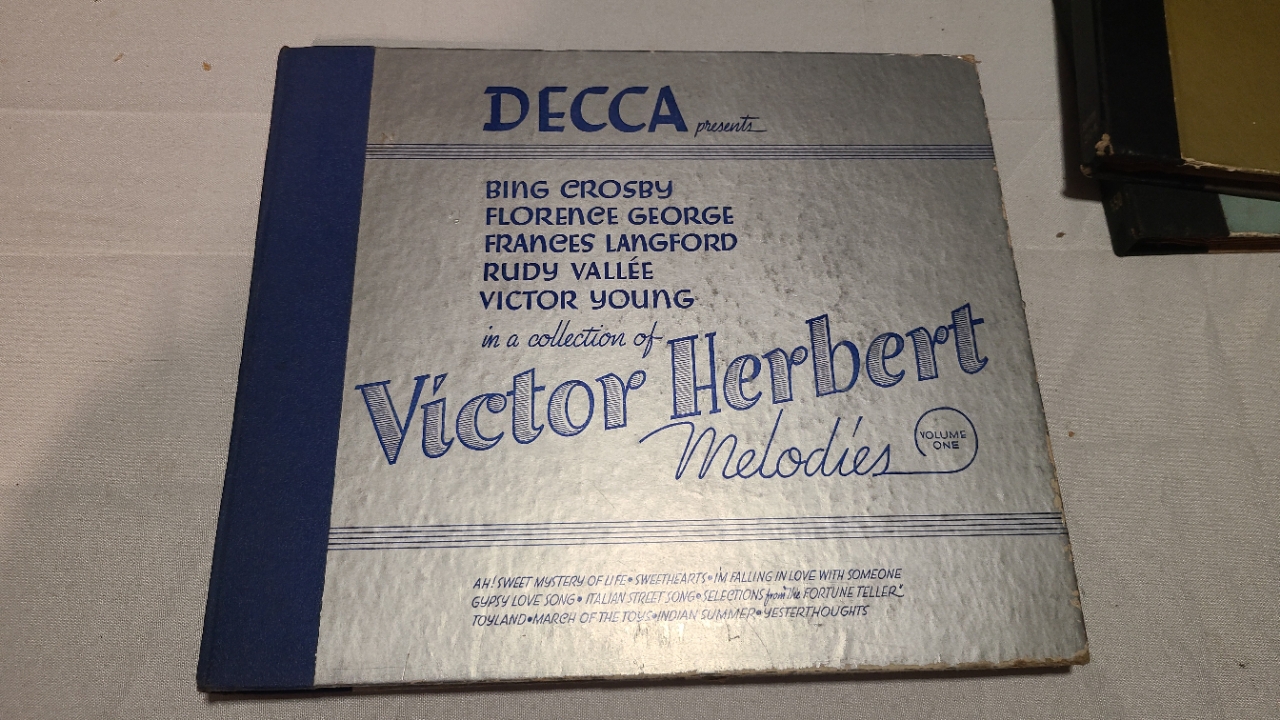 DECCA presents
BING CROSBY
FLORENCE GEORGE
FRANCES LANGFORD
RUDY VALLÉE
VICTOR YOUNG
in a collection of
Victor Herbert
Melodies
VOLUME
ONE
AH! SWEET MYSTERY OF LIFE • SWEETHEARTS • I'M FALLING IN LOVE WITH SOMEONE
GYPSY LOVE SONG • ITALIAN STREET SONG • SELECTIONS from "the FORTUNE TELLER"
TOYLAND • MARCH OF THE TOYS • INDIAN SUMMER • YESTERTHOUGHTS